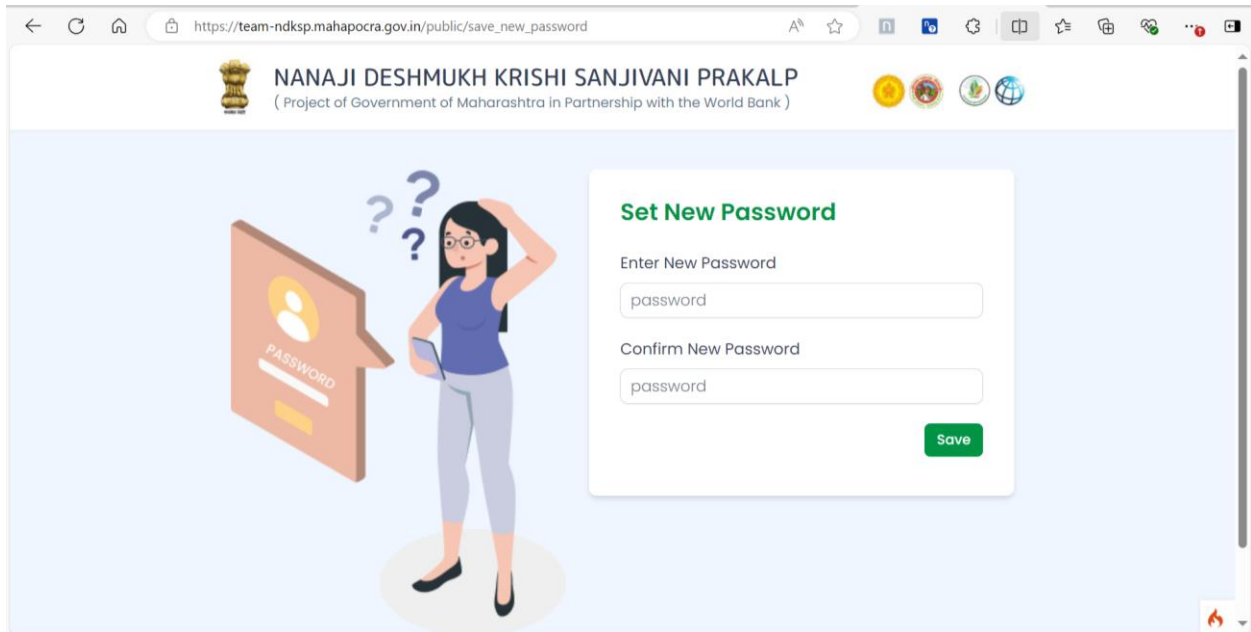 https://team-ndksp.mahapocra.gov.in/public/save_new_password
NANAJI DESHMUKH KRISHI SANJIVANI PRAKALP
( Project of Government of Maharashtra in Partnership with the World Bank )
PASSWORD
Set New Password
Enter New Password
password
Confirm New Password
password
Save